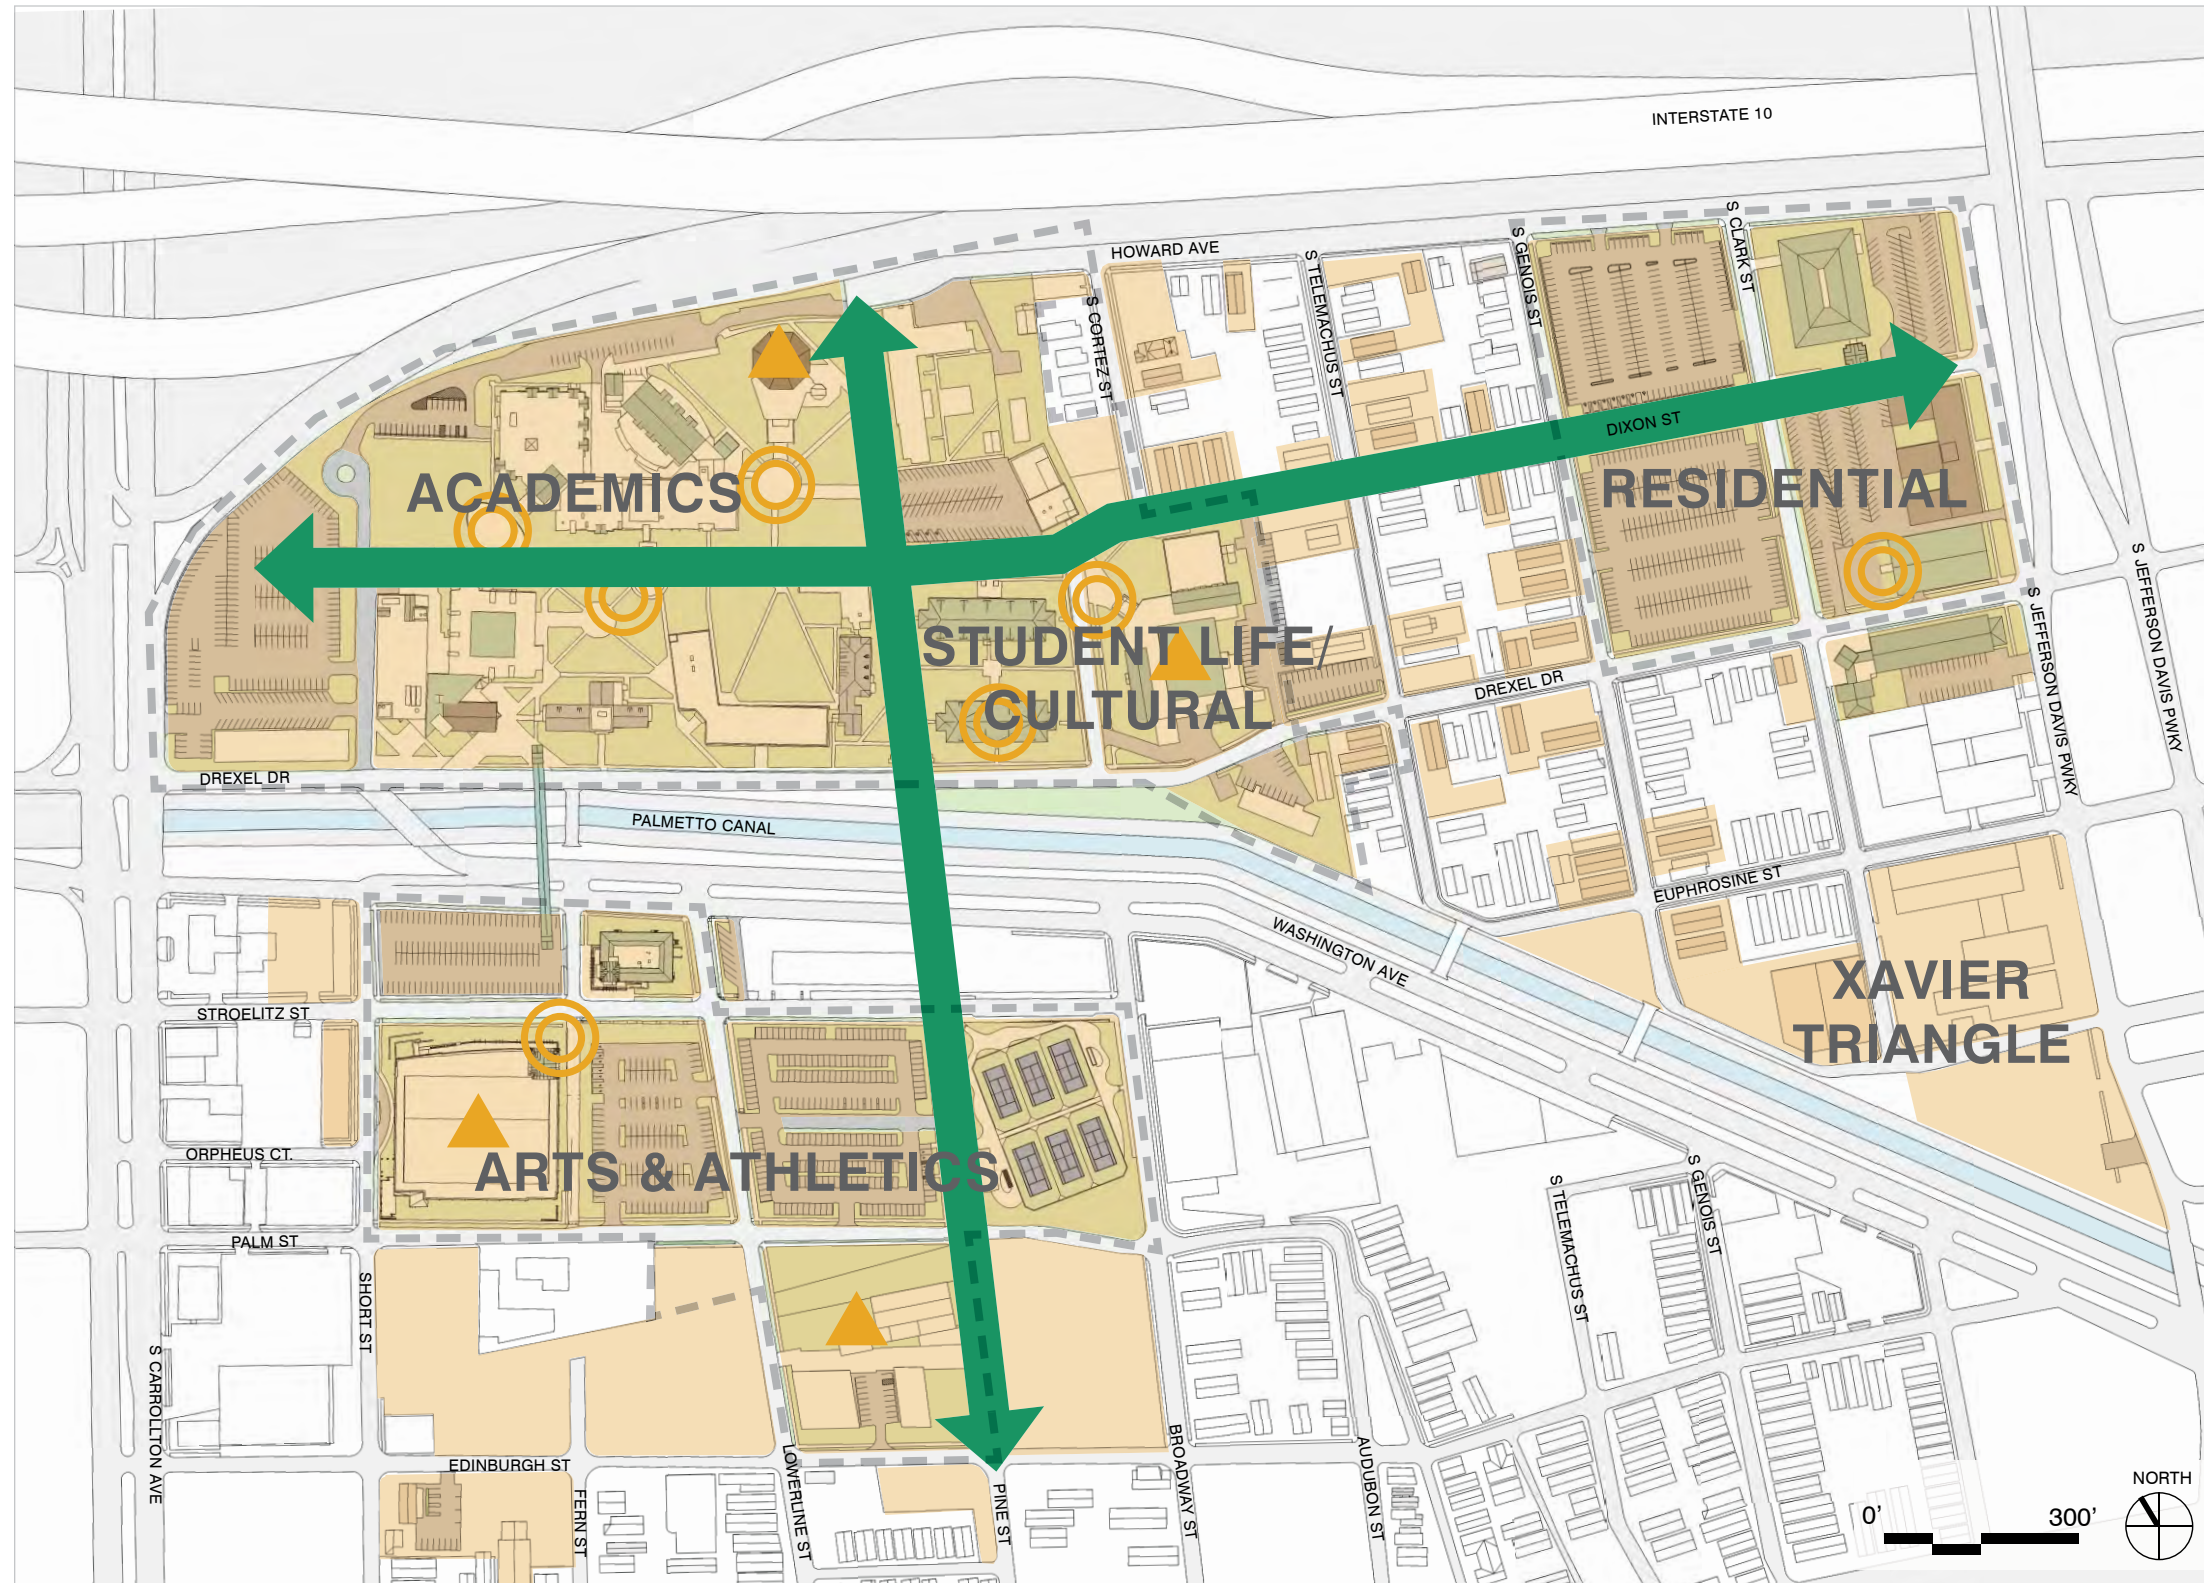 INTERSTATE 10
HOWARD AVE
S CORTEZ ST
S TELEMACHUS ST
S GENOIS ST
S CLARK ST
DIXON ST
ACADEMICS
RESIDENTIAL
STUDENT LIFE/
CULTURAL
DREXEL DR
S JEFFERSON DAVIS PWKY
S JEFFERSON DAVIS PWKY
DREXEL DR
PALMETTO CANAL
EUPHROSINE ST
WASHINGTON AVE
XAVIER
TRIANGLE
STROELITZ ST
ORPHEUS CT.
ARTS & ATHLETICS
PALM ST
SHORT ST
S CARROLLTON AVE
EDINBURGH ST
FERN ST
LOWERLINE ST
PINE ST
BROADWAY ST
AUDUBON ST
S TELEMACHUS ST
S GENOIS ST
NORTH
0’ 300’